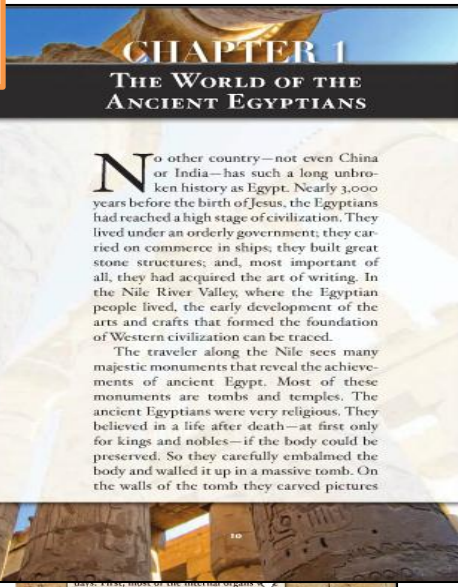 CHAPTER 1
THE WORLD OF THE
ANCIENT EGYPTIANS
No other country—not even China
or India—has such a long unbro-
ken history as Egypt. Nearly 3,000
years before the birth of Jesus, the Egyptians
had reached a high stage of civilization. They
lived under an orderly government; they car-
ried on commerce in ships; they built great
stone structures; and, most important of
all, they had acquired the art of writing. In
the Nile River Valley, where the Egyptian
people lived, the early development of the
arts and crafts that formed the foundation
of Western civilization can be traced.
The traveler along the Nile sees many
majestic monuments that reveal the achieve-
ments of ancient Egypt. Most of these
monuments are tombs and temples. The
ancient Egyptians were very religious. They
believed in a life after death—at first only
for kings and nobles—if the body could be
preserved. So they carefully embalmed the
body and walled it up in a massive tomb. On
the walls of the tomb they carved pictures
10
days. First, most of the internal organs